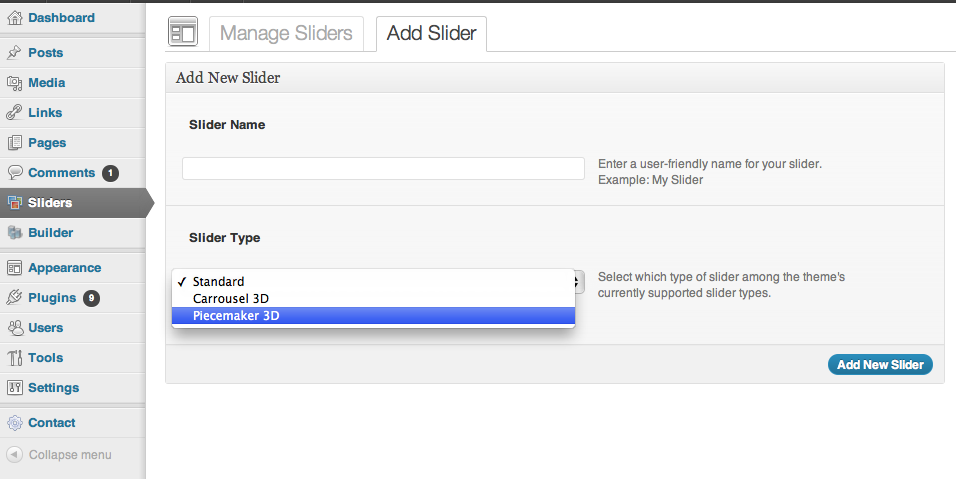 Dashboard
Posts
Media
Links
Pages
Comments 1
Sliders
Builder
Appearance
Plugins 9
Users
Tools
Settings
Contact
Collapse menu
Manage Sliders
Add Slider
Add New Slider
Slider Name
Enter a user-friendly name for your slider.
Example: My Slider
Slider Type
✓ Standard
Carrousel 3D
Piecemaker 3D
Select which type of slider among the theme's
currently supported slider types.
Add New Slider